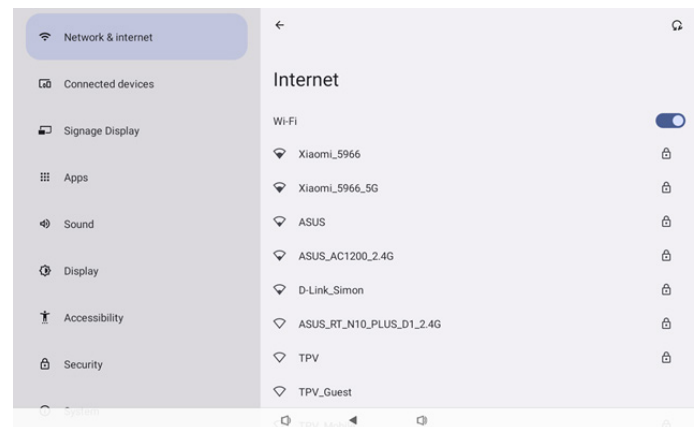 Network & internet
Connected devices
Signage Display
Apps
Sound
Display
Accessibility
Security
System
Internet
Wi-Fi
Xiaomi_5966
Xiaomi_5966_5G
ASUS
ASUS_AC1200_2.4G
D-Link_Simon
ASUS_RT_N10_PLUS_D1_2.4G
TPV
TPV_Guest